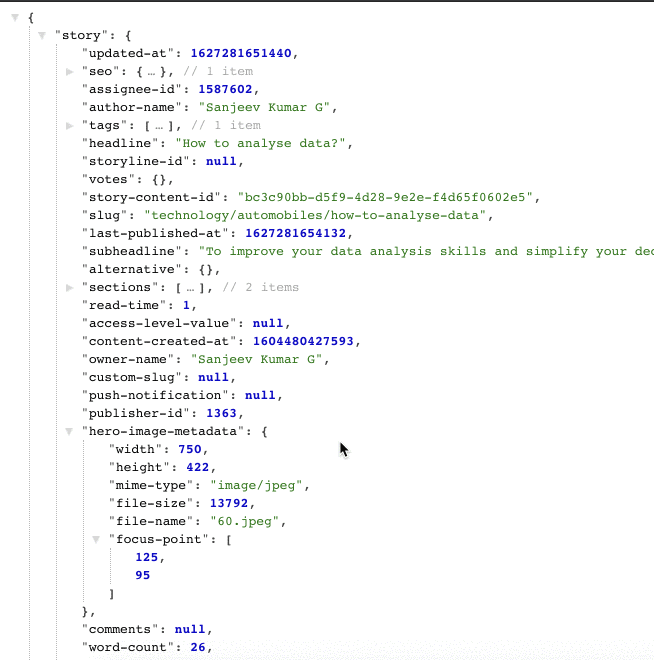 {
"story": {
"updated-at": 1627281651440,
"seo": { … }, // 1 item
"assignee-id": 1587602,
"author-name": "Sanjeev Kumar G",
"tags": [ … ], // 1 item
"headline": "How to analyse data?",
"storyline-id": null,
"votes": {},
"story-content-id": "bc3c90bb-d5f9-4d28-9e2e-f4d65f0602e5",
"slug": "technology/automobiles/how-to-analyse-data",
"last-published-at": 1627281654132,
"subheadline": "To improve your data analysis skills and simplify your dec
"alternative": {},
"sections": [ … ], // 2 items
"read-time": 1,
"access-level-value": null,
"content-created-at": 1604480427593,
"owner-name": "Sanjeev Kumar G",
"custom-slug": null,
"push-notification": null,
"publisher-id": 1363,
"hero-image-metadata": {
"width": 750,
"height": 422,
"mime-type": "image/jpeg",
"file-size": 13792,
"file-name": "60.jpeg",
"focus-point": [
125,
95
]
},
"comments": null,
"word-count": 26,